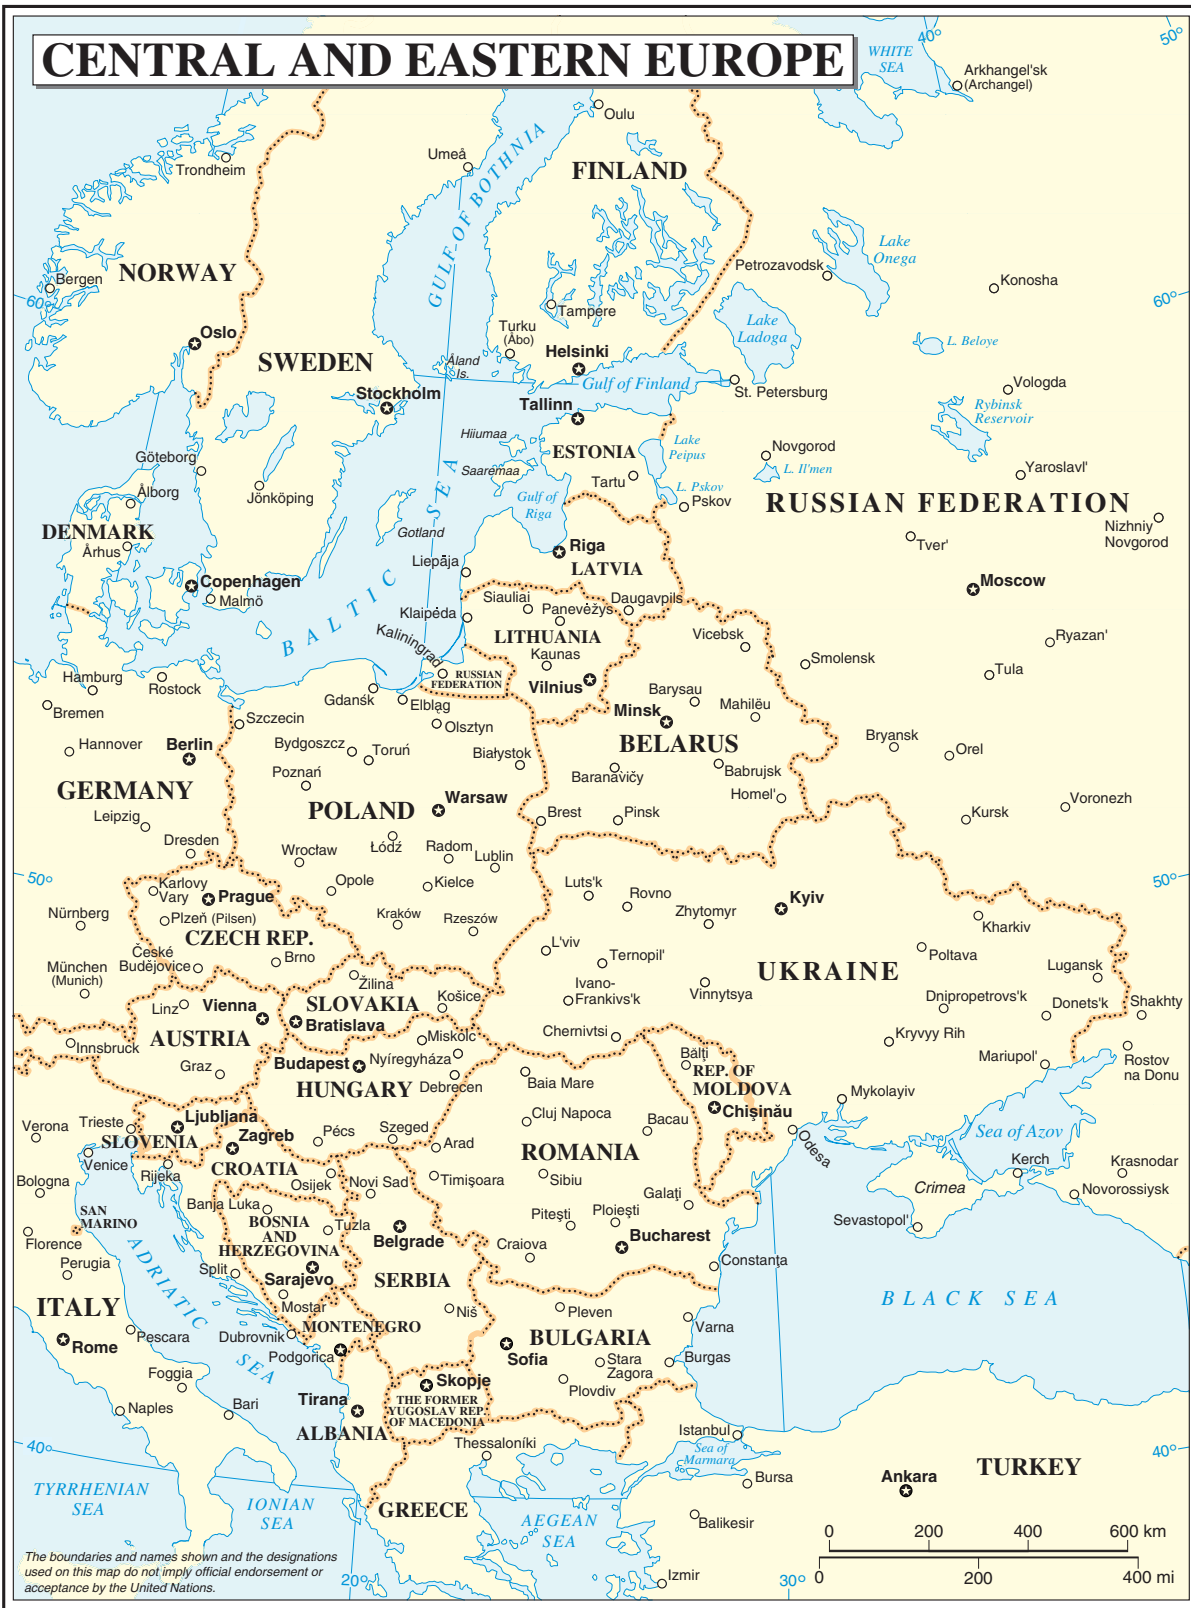 CENTRAL AND EASTERN EUROPE
WHITE
SEA
40°
50°
Arkhangel'sk
(Archangel)
Oulu
Trondheim
Umeå
GULF OF BOTHNIA
FINLAND
Lake
Onega
Petrozavodsk
NORWAY
Bergen
60°
Konosha
60°
Tampere
Turku
(Åbo)
Lake
Ladoga
Oslo
Helsinki
L. Beloye
SWEDEN
Åland
Is.
Gulf of Finland
St. Petersburg
Vologda
Stockholm
Tallinn
Rybinsk
Reservoir
Hiiumaa
Lake
Peipus
Novgorod
ESTONIA
Göteborg
Saaremaa
Tartu
L. Il'men
Yaroslavl'
Jönköping
L. Pskov
Pskov
Ålborg
Gulf of
Riga
RUSSIAN FEDERATION
DENMARK
Århus
Gotland
Nizhniy
Novgorod
Tver'
Riga
LATVIA
Liepāja
Copenhagen
Malmö
Moscow
BALTIC SEA
Siauliai
Panevėžys
Daugavpils
Klaipėda
LITHUANIA
Vicebsk
Ryazan'
Kaliningrad
Kaunas
Smolensk
Tula
RUSSIAN
FEDERATION
Vilnius
Hamburg
Rostock
Gdańsk
Elbląg
Barysau
Mahilëu
Bremen
Szczecin
Olsztyn
Minsk
Bryansk
Orel
Hannover
Berlin
Bydgoszcz
Toruń
Białystok
BELARUS
Baranavičy
Babrujsk
Poznań
GERMANY
Homel'
POLAND
Warsaw
Voronezh
Leipzig
Brest
Pinsk
Kursk
Dresden
Wrocław
Łódź
Radom
Lublin
50°
Karlovy
Vary
Opole
Kielce
Luts'k
Rovno
Kyiv
50°
Prague
Nürnberg
Plzeň (Pilsen)
Kraków
Rzeszów
Zhytomyr
Kharkiv
CZECH REP.
L'viv
Ternopil'
Poltava
České
Budějovice
Brno
UKRAINE
Lugansk
München
(Munich)
Žilina
Ivano-
Frankivs'k
Vinnytsya
Linz
Vienna
SLOVAKIA
Košice
Dnipropetrovs'k
Donets'k
Shakhty
Bratislava
AUSTRIA
Miskolc
Chernivtsi
Kryvyy Rih
Innsbruck
Budapest
Nyíregyháza
Bălţi
Mariupol'
Rostov
na Donu
Graz
HUNGARY
Debrecen
Baia Mare
REP. OF
MOLDOVA
Mykolayiv
Chişinău
Verona
Trieste
Ljubljana
Cluj Napoca
Bacau
SLOVENIA
Zagreb
Pécs
Szeged
Arad
Odesa
Sea of Azov
Venice
Rijeka
CROATIA
ROMANIA
Kerch
Krasnodar
Bologna
Osijek
Novi Sad
Timişoara
Sibiu
Crimea
Novorossiysk
SAN
MARINO
Banja Luka
Galaţi
BOSNIA
AND
HERZEGOVINA
Tuzla
Piteşti
Ploieşti
Sevastopol'
Florence
Belgrade
Bucharest
Perugia
Craiova
Constanţa
Split
Sarajevo
SERBIA
ADRIATIC SEA
Mostar
Niš
Pleven
BLACK SEA
ITALY
MONTENEGRO
Varna
Pescara
Dubrovnik
BULGARIA
Rome
Podgorica
Sofia
Stara
Zagora
Burgas
Foggia
Skopje
Plovdiv
Naples
Bari
Tirana
THE FORMER
YUGOSLAV REP.
OF MACEDONIA
ALBANIA
Istanbul
40°
Thessaloníki
Sea of
Marmara
40°
TYRRHENIAN
SEA
Bursa
Ankara
TURKEY
IONIAN
SEA
GREECE
AEGEAN
SEA
Balikesir
0 200 400 600 km
0 200 400 mi
The boundaries and names shown and the designations
used on this map do not imply official endorsement or
acceptance by the United Nations.
20°
Izmir
30°